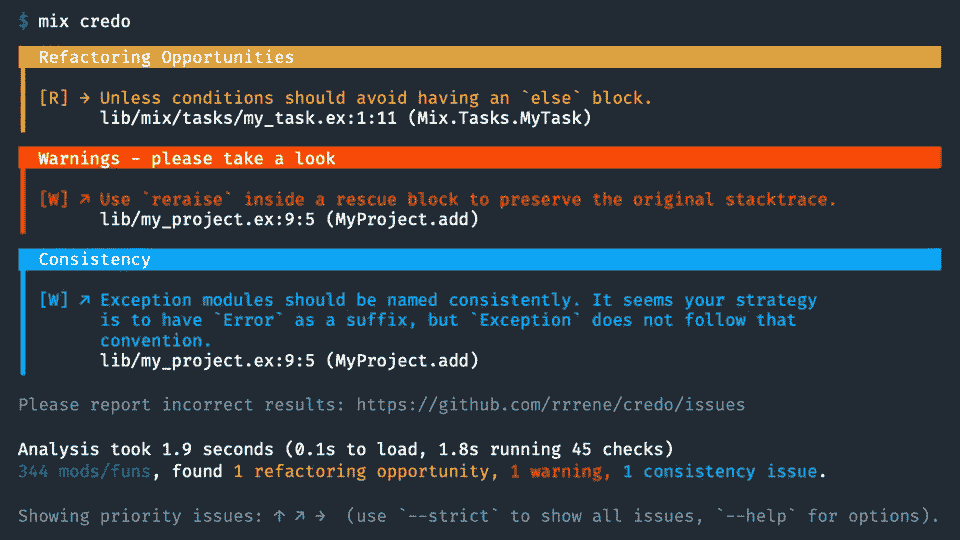 $ mix credo
Refactoring Opportunities
[R] → Unless conditions should avoid having an `else` block.
lib/mix/tasks/my_task.ex:1:11 (Mix.Tasks.MyTask)
Warnings - please take a look
[W] ↗ Use `reraise` inside a rescue block to preserve the original stacktrace.
lib/my_project.ex:9:5 (MyProject.add)
Consistency
[W] ↗ Exception modules should be named consistently. It seems your strategy
is to have `Error` as a suffix, but `Exception` does not follow that
convention.
lib/my_project.ex:9:5 (MyProject.add)
Please report incorrect results: https://github.com/rrrene/credo/issues
Analysis took 1.9 seconds (0.1s to load, 1.8s running 45 checks)
344 mods/funs, found 1 refactoring opportunity, 1 warning, 1 consistency issue.
Showing priority issues: ↑ ↗ →  (use `--strict` to show all issues, `--help` for options).